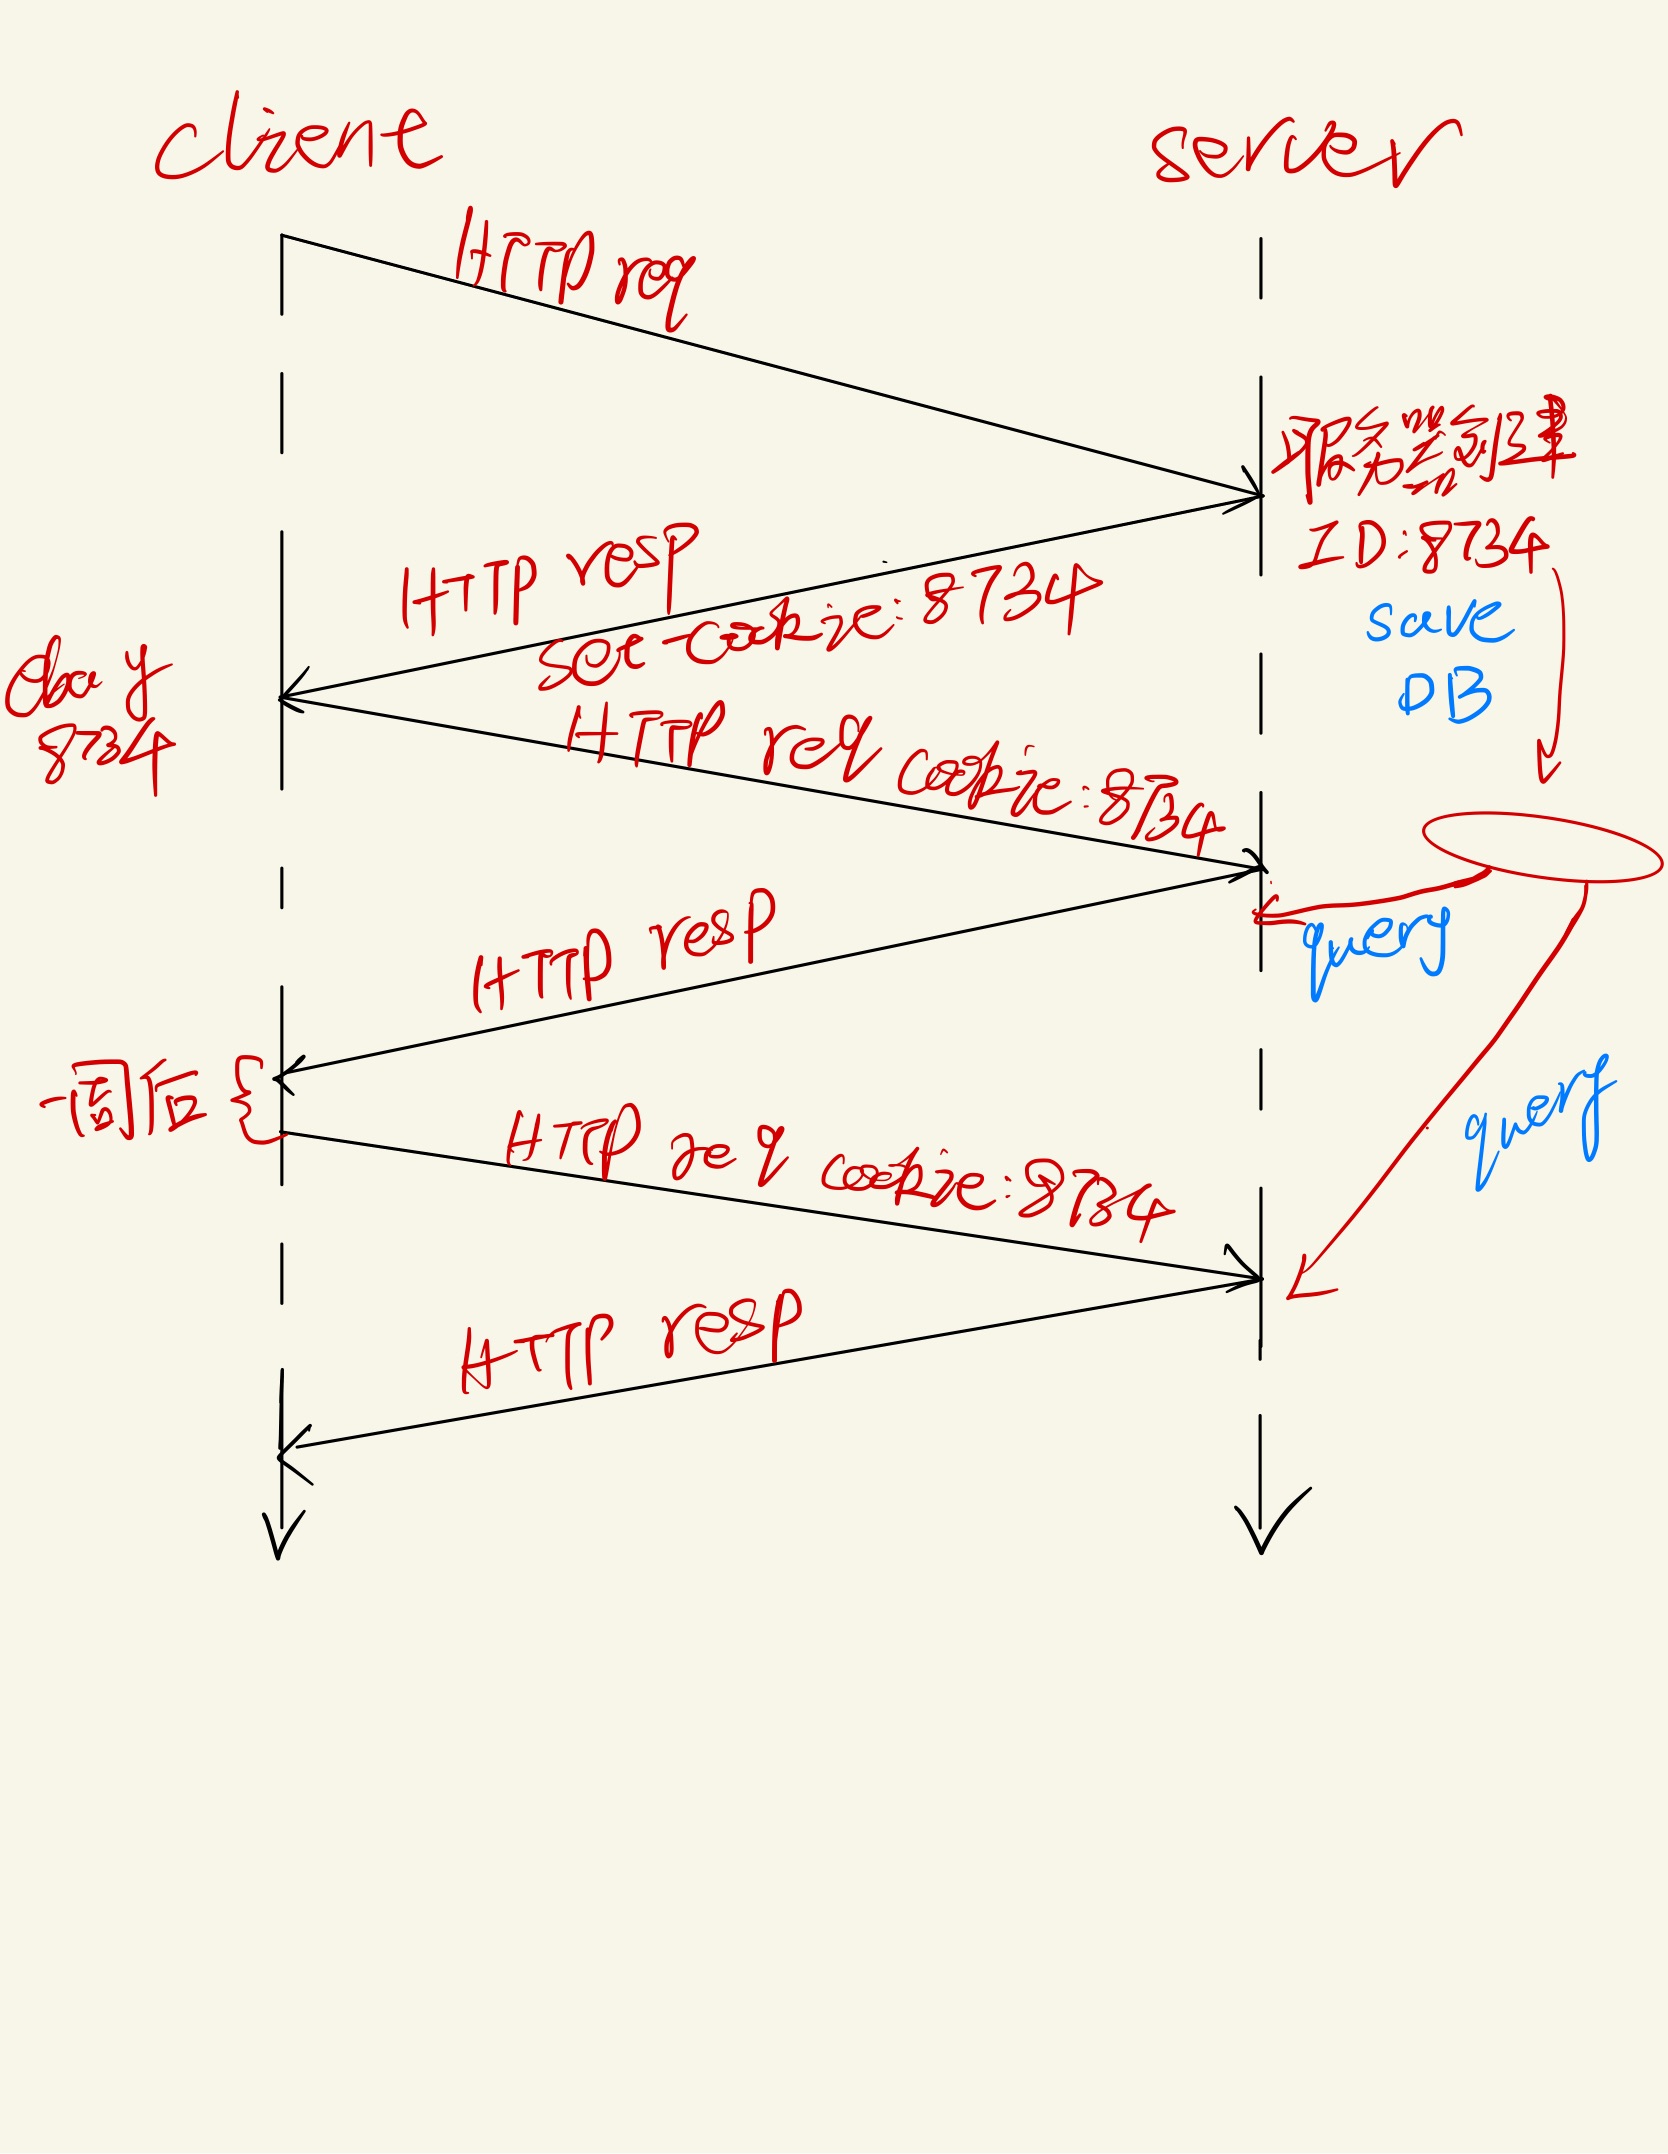 client
server
HTTP req
服务器创建
ID:8734
HTTP resp
set-cookie:8734
save
DB
ebay
8734
HTTP req cookie:8734
HTTP resp
query
一周后
HTTP req cookie:8734
query
HTTP resp